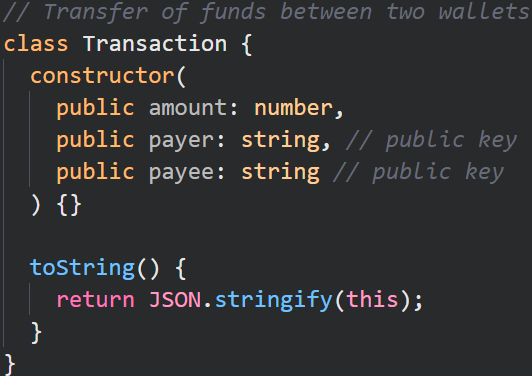 // Transfer of funds between two wallets
class Transaction {
  constructor(
    public amount: number,
    public payer: string, // public key
    public payee: string // public key
  ) {}

  toString() {
    return JSON.stringify(this);
  }
}